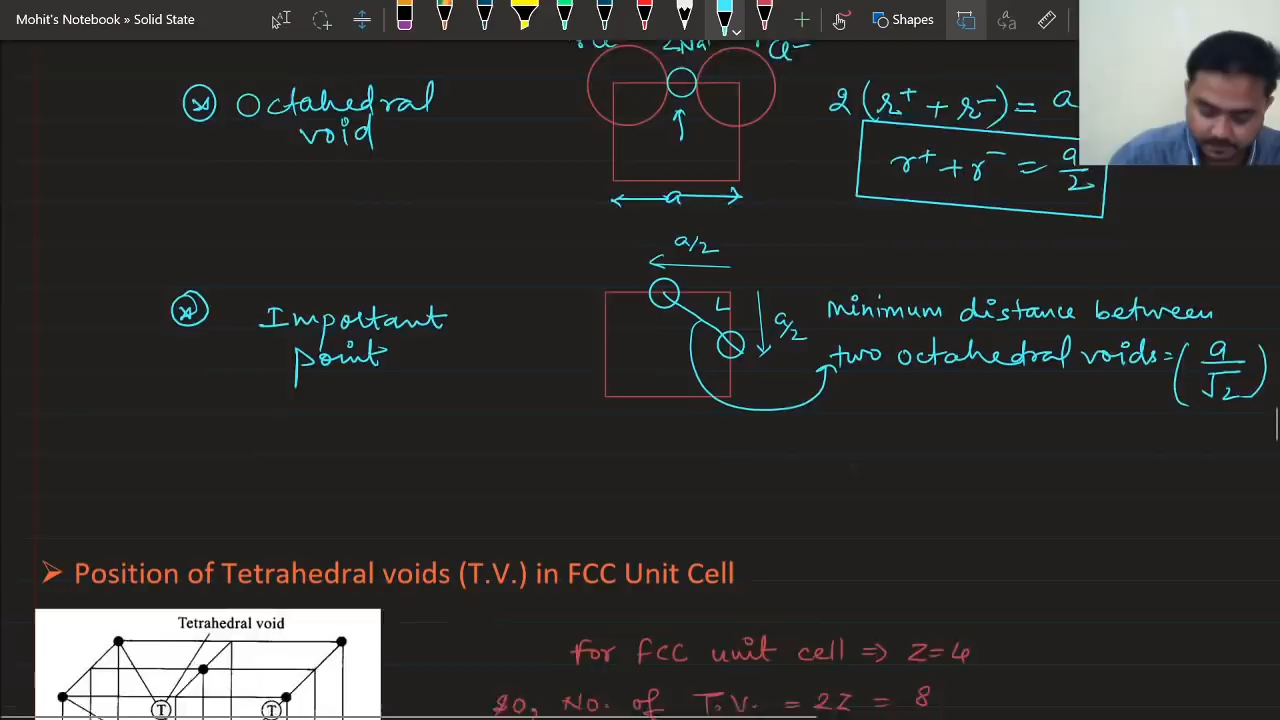 Mohit's Notebook » Solid State
Shapes
Octahedral
void
2(r⁺ + r⁻) = a
r⁺ + r⁻ = a/2
a
a/2
Important
point
L
a/2
minimum distance between
two octahedral voids = (a/√2)
➢ Position of Tetrahedral voids (T.V.) in FCC Unit Cell
Tetrahedral void
T T
For FCC unit cell ⇒ Z=4
so, No. of T.V. = 2Z = 8